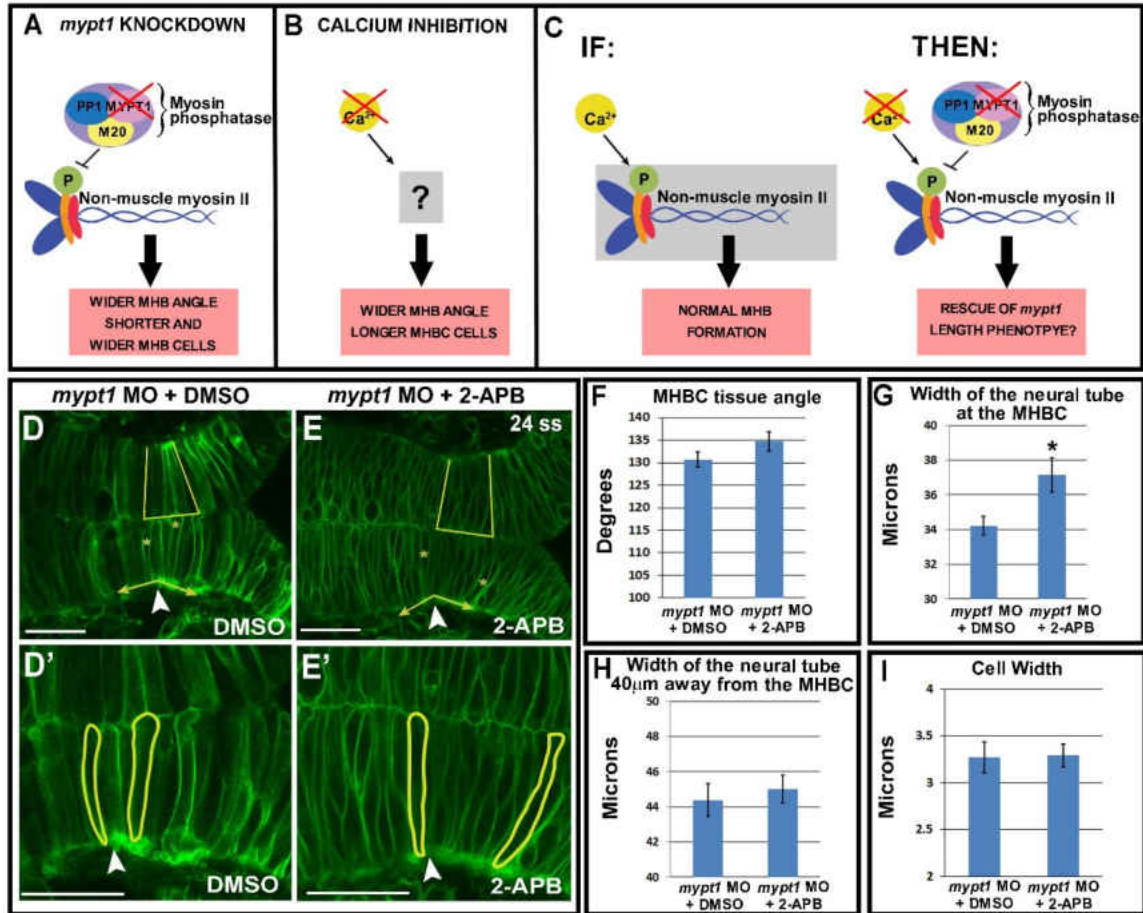 A mypt1 KNOCKDOWN
PP1 MYPT1
M20
Myosin
phosphatase
P
Non-muscle myosin II
WIDER MHB ANGLE
SHORTER AND
WIDER MHB CELLS
B CALCIUM INHIBITION
Ca2+
?
WIDER MHB ANGLE
LONGER MHBC CELLS
C
IF:
Ca2+
P
Non-muscle myosin II
NORMAL MHB
FORMATION
THEN:
Ca2+
PP1 MYPT1
M20
Myosin
phosphatase
P
Non-muscle myosin II
RESCUE OF mypt1
LENGTH PHENOTPYE?
mypt1 MO + DMSO
D
*
*
DMSO
mypt1 MO + 2-APB
E
24 ss
*
*
2-APB
D'
DMSO
E'
2-APB
F MHBC tissue angle
Degrees
140
135
130
125
120
115
110
105
100
mypt1 MO
+ DMSO
mypt1 MO
+ 2-APB
G Width of the neural tube
at the MHBC
Microns
40
38
36
34
32
30
*
mypt1 MO
+ DMSO
mypt1 MO
+ 2-APB
H Width of the neural tube
40µm away from the MHBC
Microns
50
48
46
44
42
40
mypt1 MO
+ DMSO
mypt1 MO
+ 2-APB
I Cell Width
Microns
4
3.5
3
2.5
2
mypt1 MO
+ DMSO
mypt1 MO
+ 2-APB